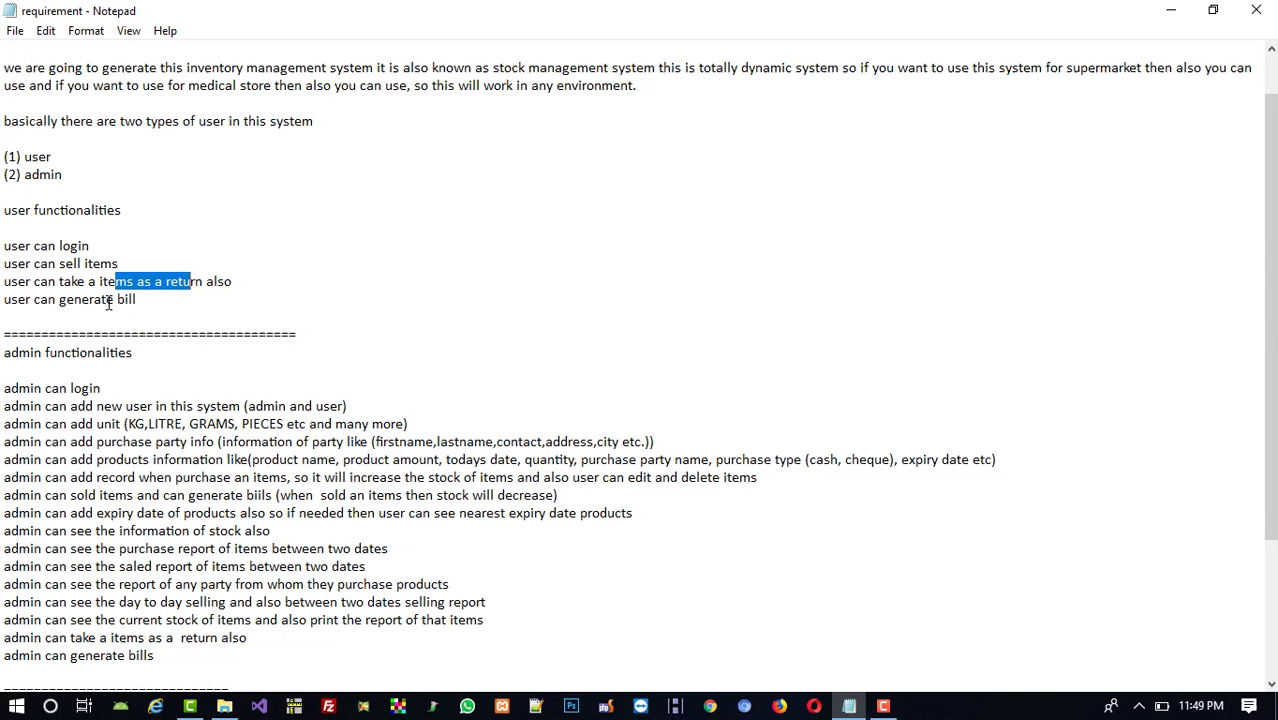 requirement - Notepad
File Edit Format View Help
we are going to generate this inventory management system it is also known as stock management system this is totally dynamic system so if you want to use this system for supermarket then also you can
use and if you want to use for medical store then also you can use, so this will work in any environment.
basically there are two types of user in this system
(1) user
(2) admin
user functionalities
user can login
user can sell items
user can take a items as a return also
user can generate bill
=======================================
admin functionalities
admin can login
admin can add new user in this system (admin and user)
admin can add unit (KG,LITRE, GRAMS, PIECES etc and many more)
admin can add purchase party info (information of party like (firstname,lastname,contact,address,city etc.))
admin can add products information like(product name, product amount, todays date, quantity, purchase party name, purchase type (cash, cheque), expiry date etc)
admin can add record when purchase an items, so it will increase the stock of items and also user can edit and delete items
admin can sold items and can generate biils (when  sold an items then stock will decrease)
admin can add expiry date of products also so if needed then user can see nearest expiry date products
admin can see the information of stock also
admin can see the purchase report of items between two dates
admin can see the saled report of items between two dates
admin can see the report of any party from whom they purchase products
admin can see the day to day selling and also between two dates selling report
admin can see the current stock of items and also print the report of that items
admin can take a items as a  return also
admin can generate bills
==============================
11:49 PM